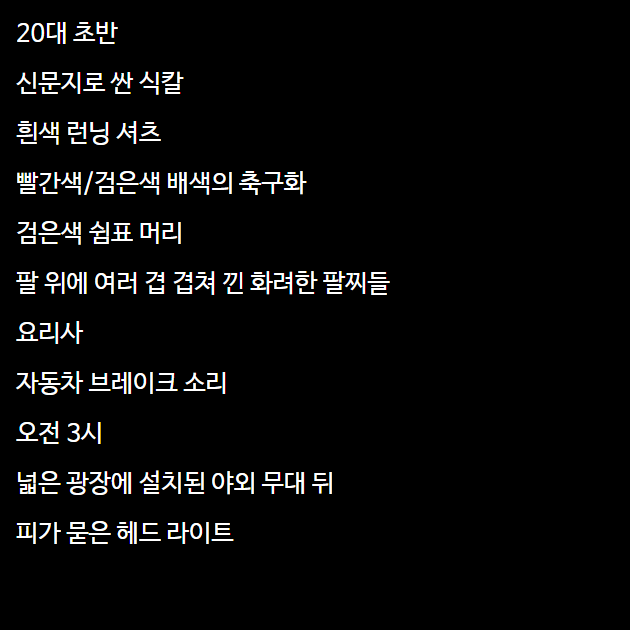 20대 초반
신문지로 싼 식칼
흰색 런닝 셔츠
빨간색/검은색 배색의 축구화
검은색 쉼표 머리
팔 위에 여러 겹 겹쳐 낀 화려한 팔찌들
요리사
자동차 브레이크 소리
오전 3시
넓은 광장에 설치된 야외 무대 뒤
피가 묻은 헤드 라이트